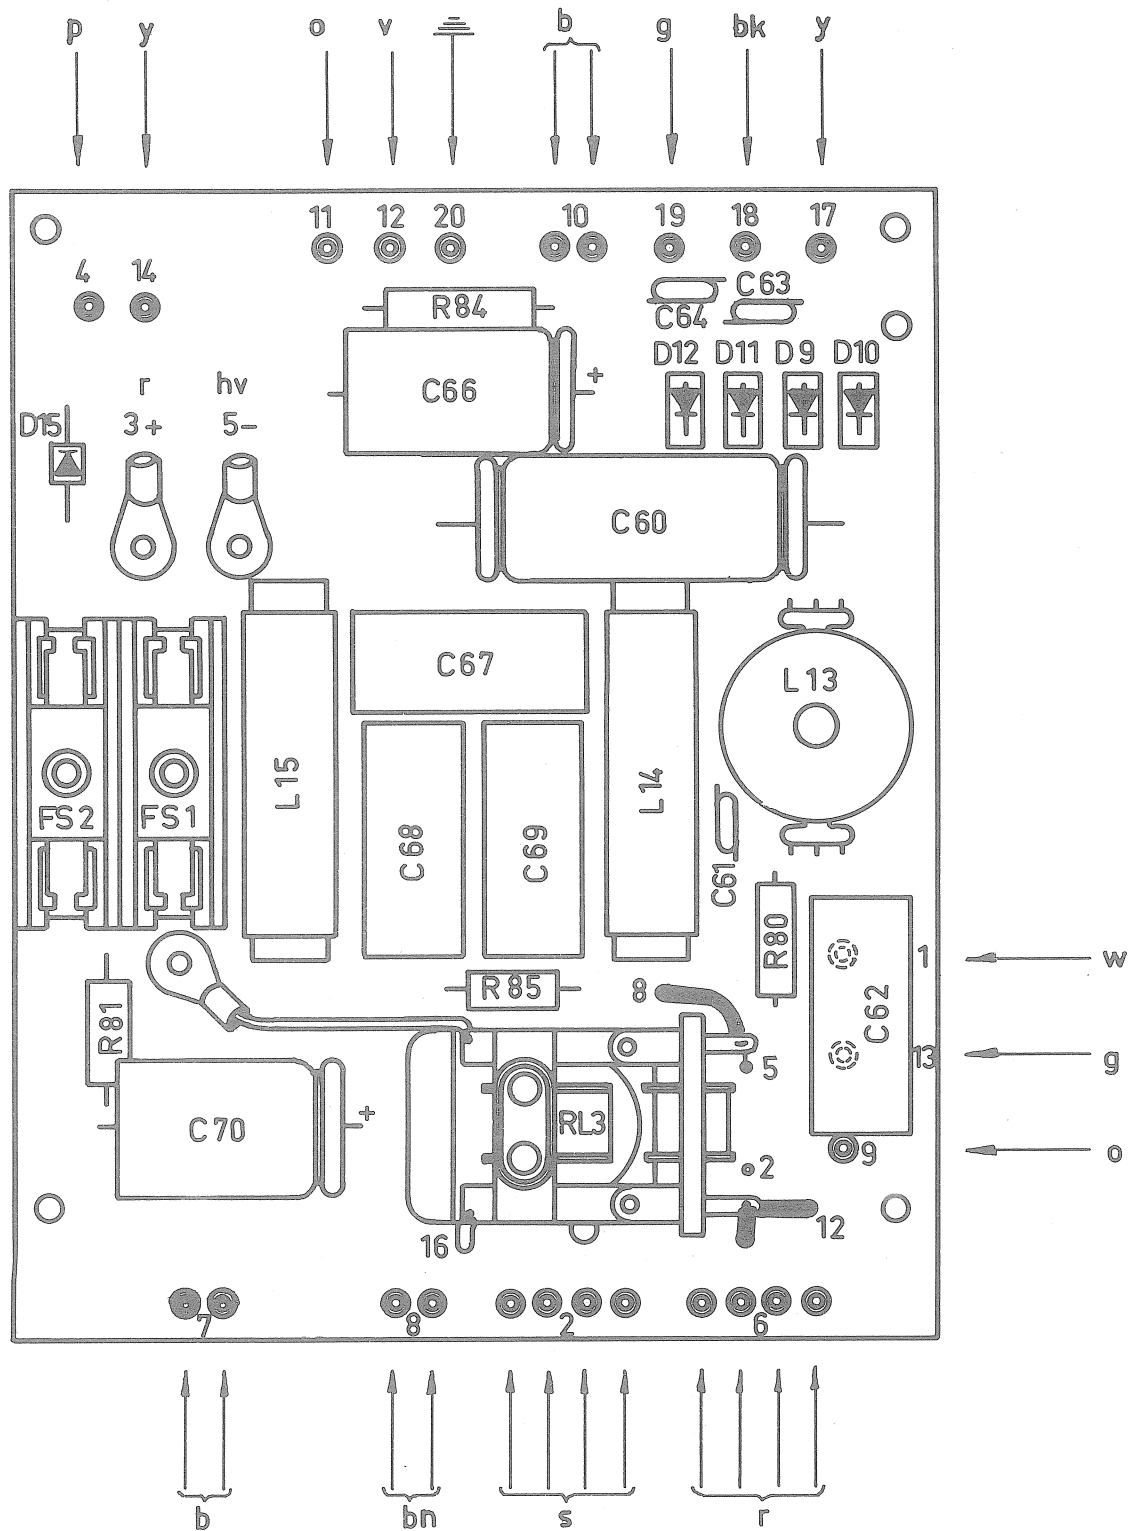 p y o v b g bk y
11 12 20 10 19 18 17
4 14
R84
C63
C64
D12 D11 D9 D10
C66 +
r hv
D15 3+ 5-
C60
C67
L13
L15
L14
FS2 FS1
C68
C69
C61
R80
1 w
R85
8
C62
R81
13 g
5
+
C70
RL3
9 o
2
16
12
7 8 2 6
b bn s r